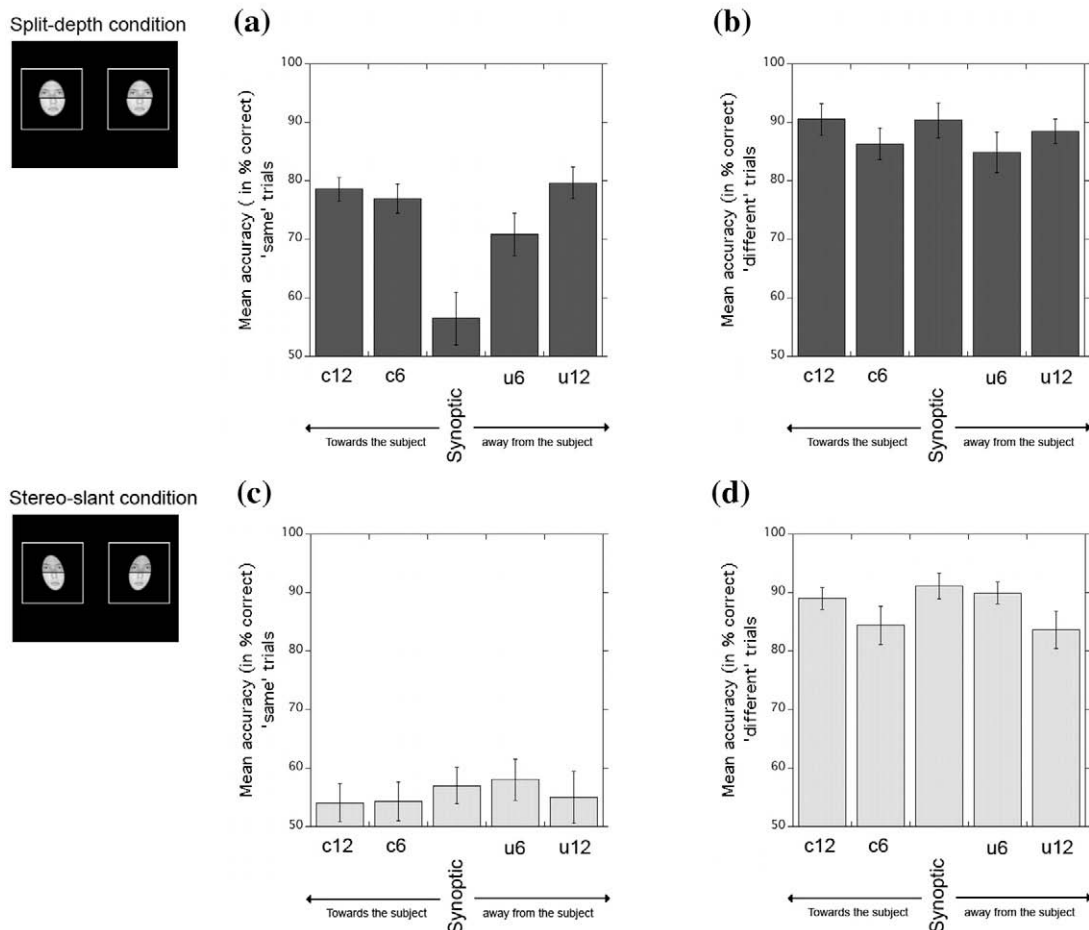 Split-depth condition
(a)
Mean accuracy ( in % correct)
'same' trials
100
90
80
70
60
50
c12 c6 Synoptic u6 u12
Towards the subject away from the subject
(b)
Mean accuracy (in % correct)
'different' trials
100
90
80
70
60
50
c12 c6 Synoptic u6 u12
Towards the subject away from the subject
Stereo-slant condition
(c)
Mean accuracy (in % correct)
'same' trials
100
90
80
70
60
50
c12 c6 Synoptic u6 u12
Towards the subject away from the subject
(d)
Mean accuracy (in % correct)
'different' trials
100
90
80
70
60
50
c12 c6 Synoptic u6 u12
Towards the subject away from the subject